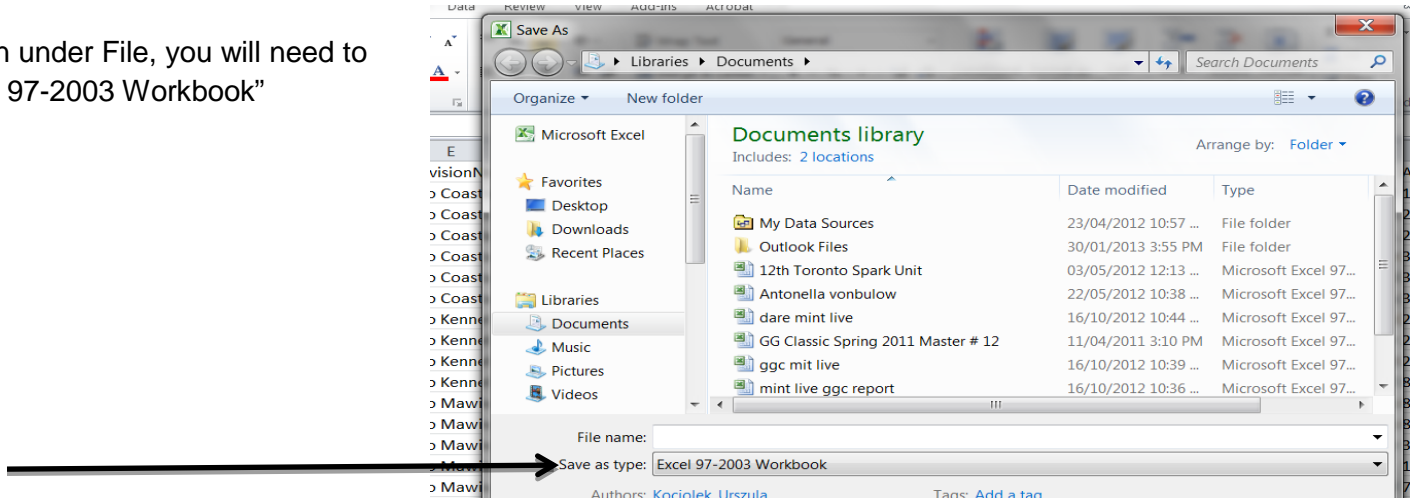 Data Review View Add-Ins Acrobat
n under File, you will need to
97-2003 Workbook”
Save As
Libraries Documents
Search Documents
Organize New folder
Microsoft Excel
Favorites
Desktop
Downloads
Recent Places
Libraries
Documents
Music
Pictures
Videos
Documents library
Includes: 2 locations
Arrange by: Folder
Name Date modified Type
My Data Sources 23/04/2012 10:57 ... File folder
Outlook Files 30/01/2013 3:55 PM File folder
12th Toronto Spark Unit 03/05/2012 12:13 ... Microsoft Excel 97...
Antonella vonbulow 22/05/2012 10:38 ... Microsoft Excel 97...
dare mint live 16/10/2012 10:44 ... Microsoft Excel 97...
GG Classic Spring 2011 Master # 12 11/04/2011 3:10 PM Microsoft Excel 97...
ggc mit live 16/10/2012 10:39 ... Microsoft Excel 97...
mint live ggc report 16/10/2012 10:36 ... Microsoft Excel 97...
File name:
Save as type: Excel 97-2003 Workbook
Authors: Kociolek, Urszula Tags: Add a tag
E
visionN
o Coast
o Coast
o Coast
o Coast
o Coast
o Coast
o Kenne
o Kenne
o Kenne
o Kenne
o Mawi
o Mawi
o Mawi
o Mawi
o Mawi